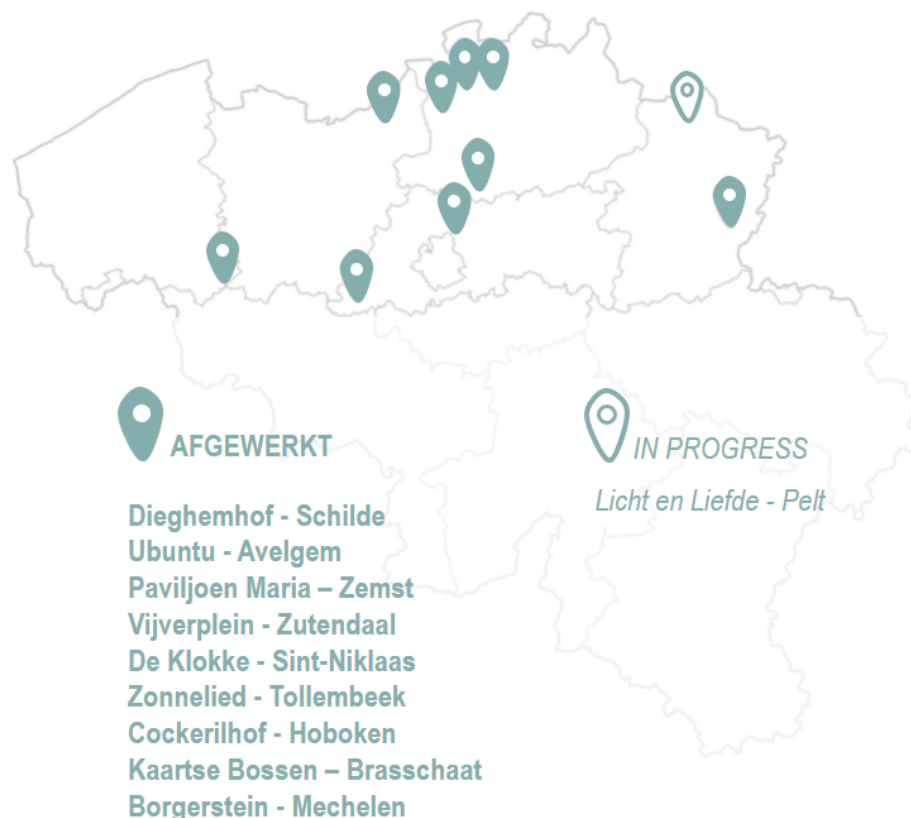 AFGEWERKT
Dieghemhof - Schilde
Ubuntu - Avelgem
Paviljoen Maria – Zemst
Vijverplein - Zutendaal
De Klokke - Sint-Niklaas
Zonnelied - Tollembeek
Cockerilhof - Hoboken
Kaartse Bossen – Brasschaat
Borgerstein - Mechelen
IN PROGRESS
Licht en Liefde - Pelt